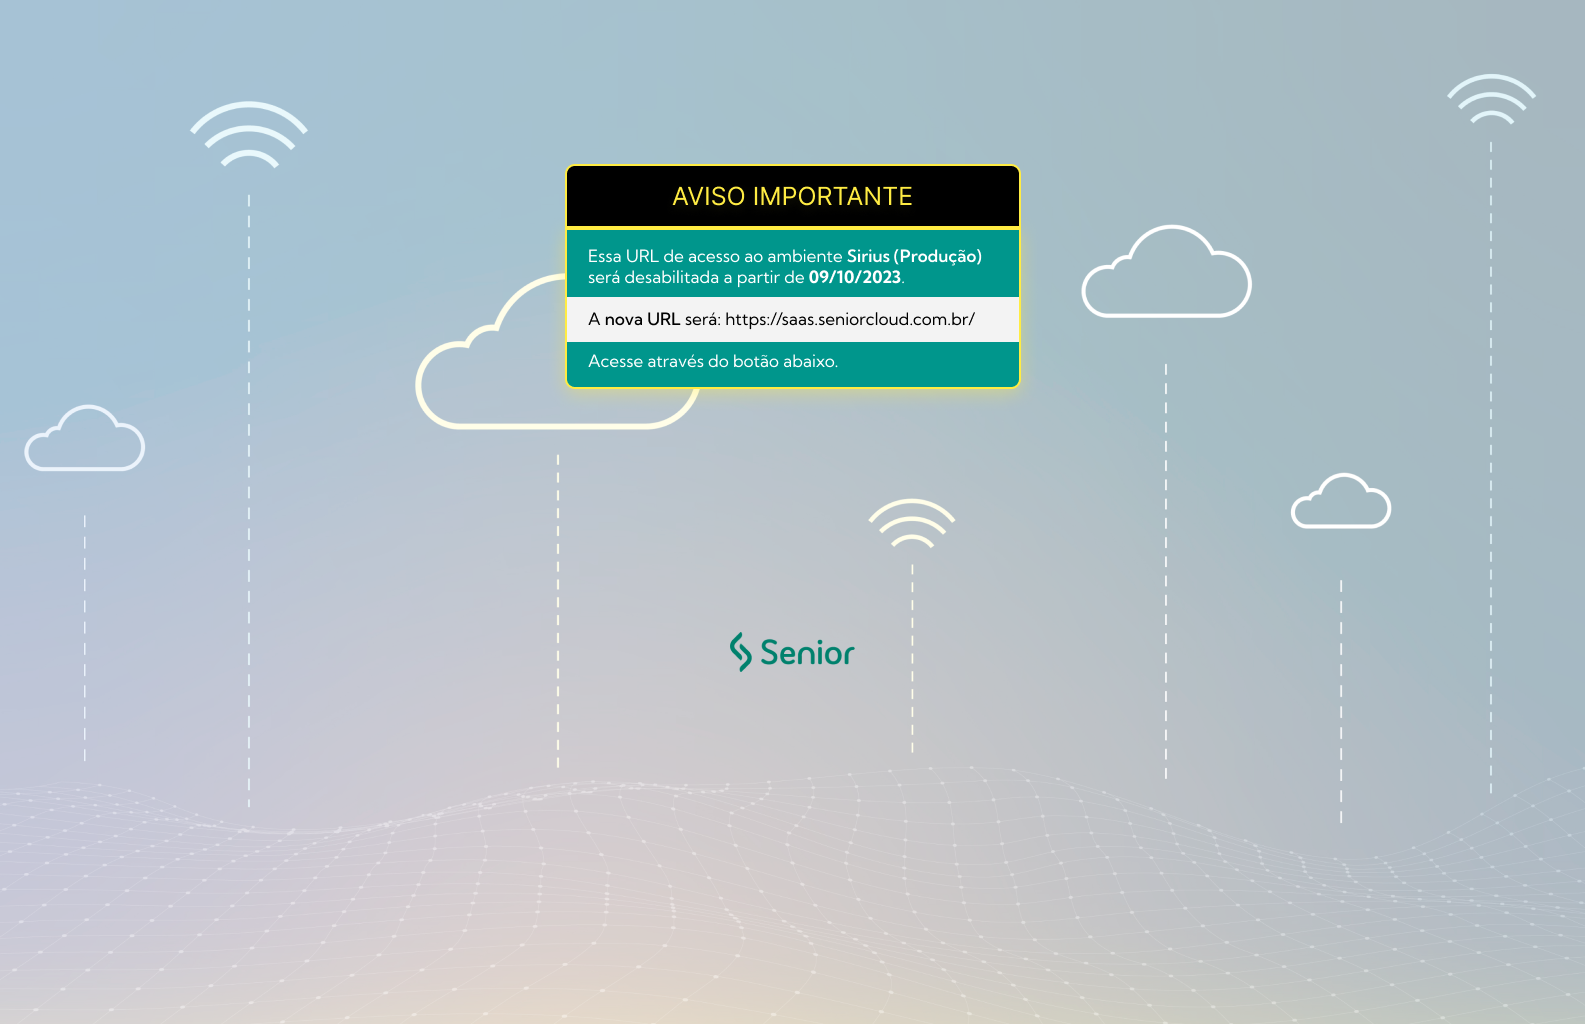 AVISO IMPORTANTE
Essa URL de acesso ao ambiente Sirius (Produção)
será desabilitada a partir de 09/10/2023.
A nova URL será: https://saas.seniorcloud.com.br/
Acesse através do botão abaixo.
Senior